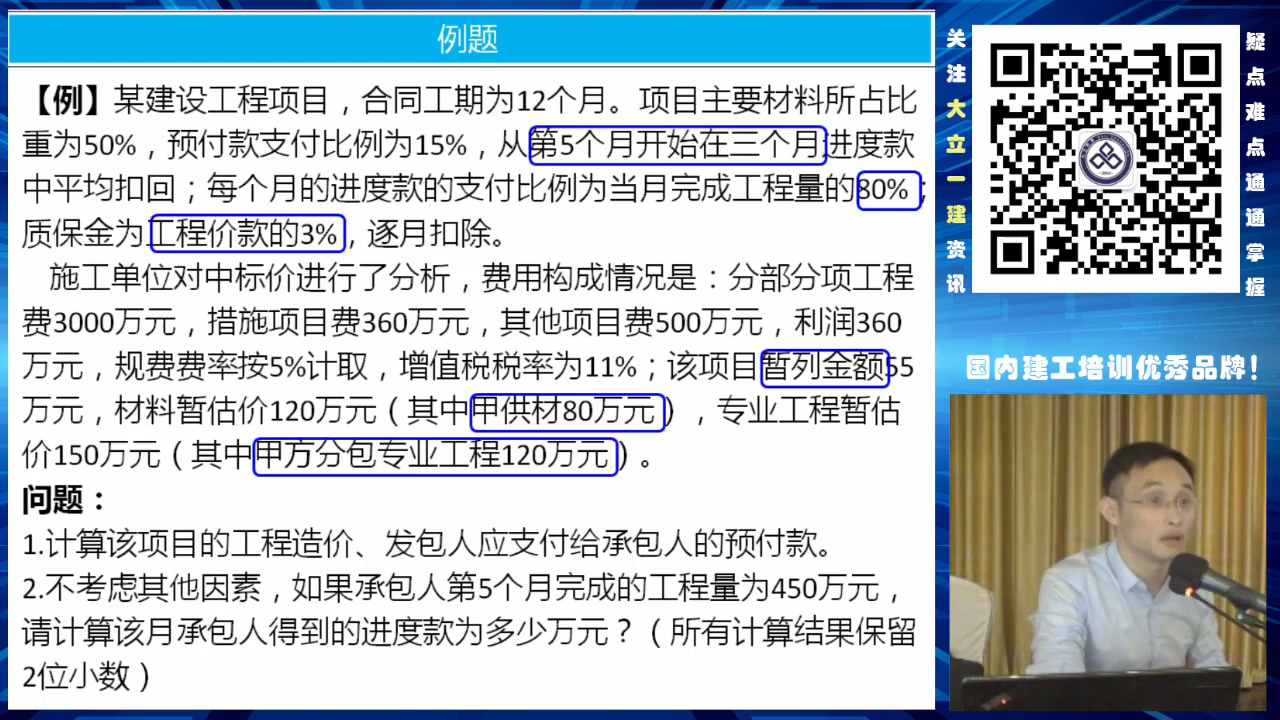 例题
【例】某建设工程项目，合同工期为12个月。项目主要材料所占比
重为50%，预付款支付比例为15%，从第5个月开始在三个月进度款
中平均扣回；每个月的进度款的支付比例为当月完成工程量的80%；
质保金为工程价款的3%，逐月扣除。
施工单位对中标价进行了分析，费用构成情况是：分部分项工程
费3000万元，措施项目费360万元，其他项目费500万元，利润360
万元，规费费率按5%计取，增值税税率为11%；该项目暂列金额55
万元，材料暂估价120万元（其中甲供材80万元），专业工程暂估
价150万元（其中甲方分包专业工程120万元）。
问题：
1.计算该项目的工程造价、发包人应支付给承包人的预付款。
2.不考虑其他因素，如果承包人第5个月完成的工程量为450万元，
请计算该月承包人得到的进度款为多少万元？（所有计算结果保留
2位小数）
关注大立一建资讯
疑点难点通通掌握
国内建工培训优秀品牌！